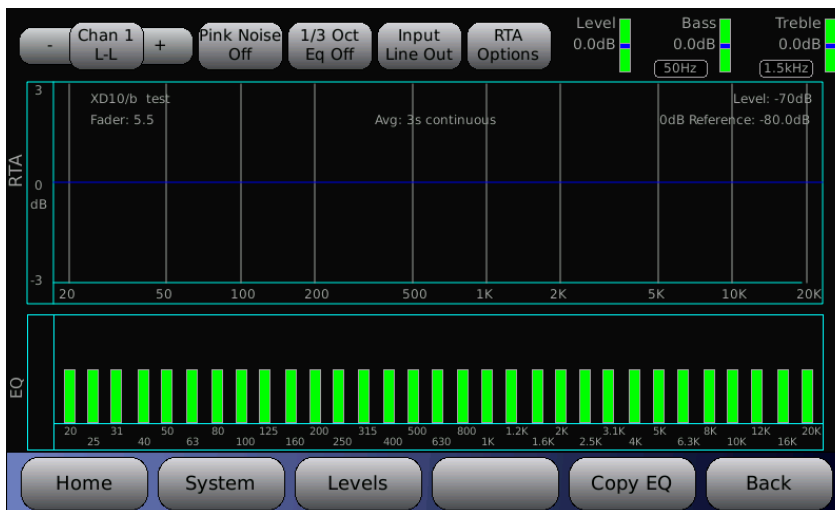 -
Chan 1
L-L
+
Pink Noise
Off
1/3 Oct
Eq Off
Input
Line Out
RTA
Options
Level
0.0dB
Bass
0.0dB
50Hz
Treble
0.0dB
1.5kHz
RTA
3
0
dB
-3
XD10/b test
Fader: 5.5
Avg: 3s continuous
Level: -70dB
0dB Reference: -80.0dB
20 50 100 200 500 1K 2K 5K 10K 20K
EQ
20 31 50 80 125 200 315 500 800 1.2K 2K 3.1K 5K 8K 12K 20K
25 40 63 100 160 250 400 630 1K 1.6K 2.5K 4K 6.3K 10K 16K
Home System Levels Copy EQ Back